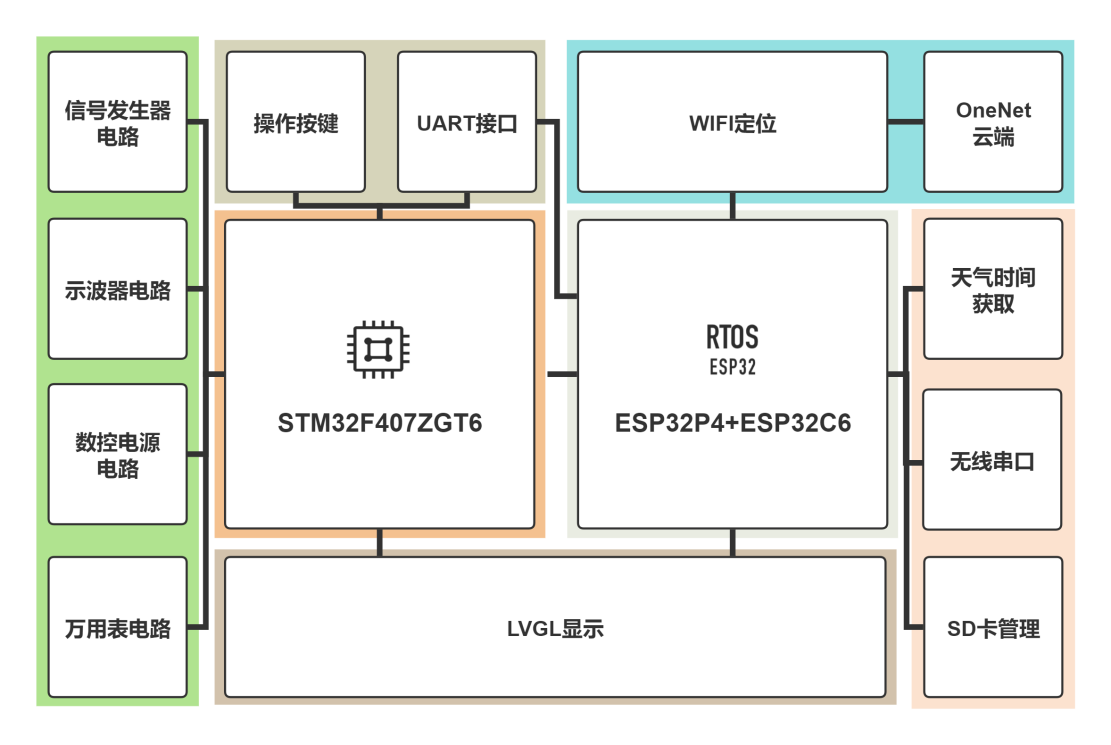 信号发生器
电路
操作按键
UART接口
WIFI定位
OneNet
云端
示波器电路
RTOS
ESP32
天气时间
获取
STM32F407ZGT6
ESP32P4+ESP32C6
数控电源
电路
无线串口
万用表电路
LVGL显示
SD卡管理